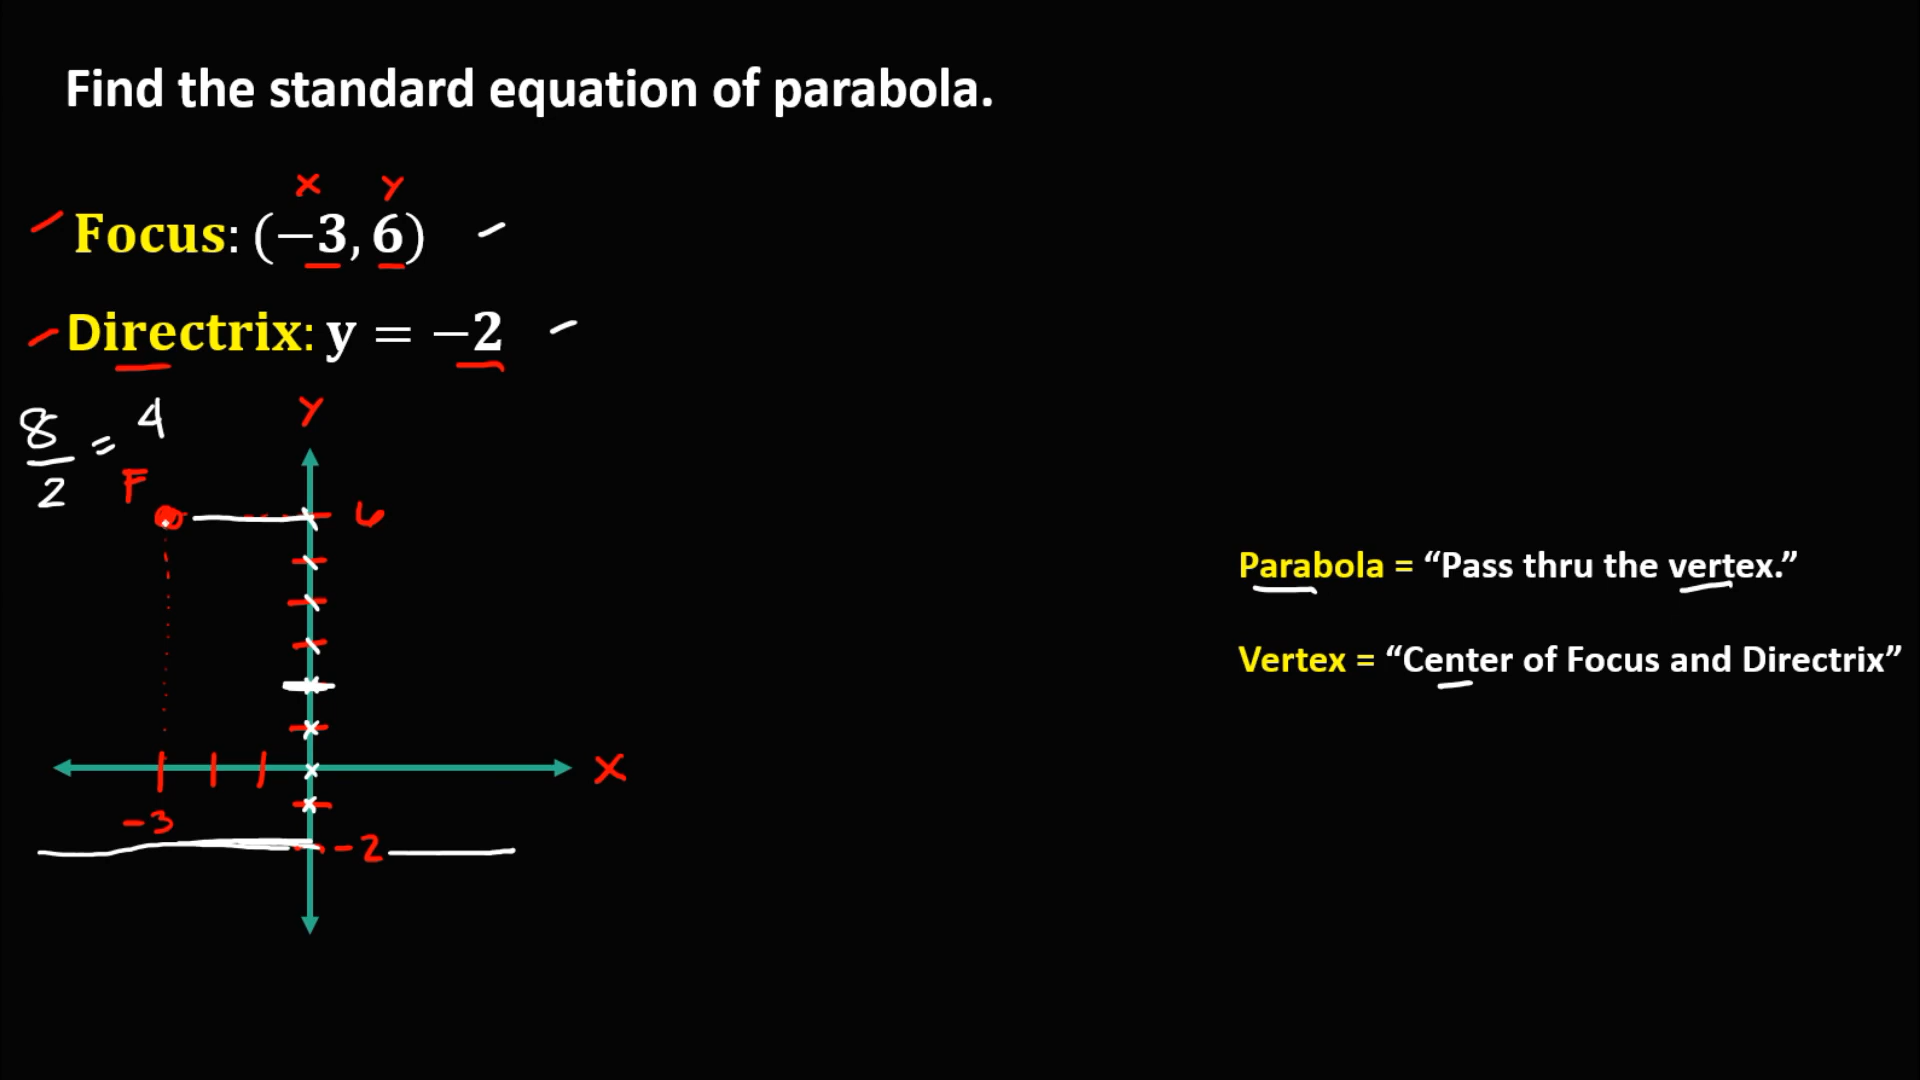 Find the standard equation of parabola.
x y
Focus: (−3, 6)
Directrix: y = −2
8/2 = 4
Y
F
6
X
-3
-2
Parabola = “Pass thru the vertex.”
Vertex = “Center of Focus and Directrix”